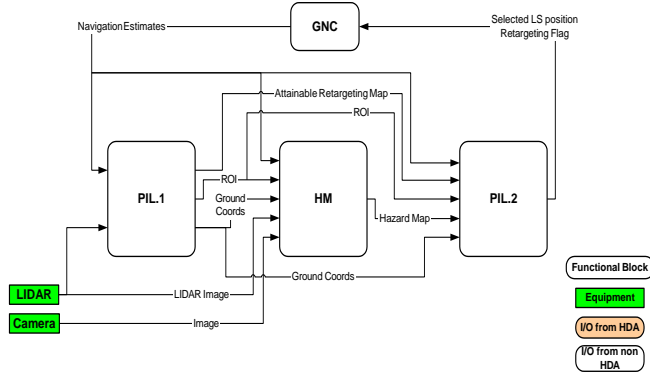 GNC
Navigation Estimates
Selected LS position
Retargeting Flag
Attainable Retargeting Map
ROI
PIL.1
ROI
Ground
Coords
HM
Hazard Map
PIL.2
Ground Coords
LIDAR
LIDAR Image
Camera
Image
Functional Block
Equipment
I/O from HDA
I/O from non
HDA